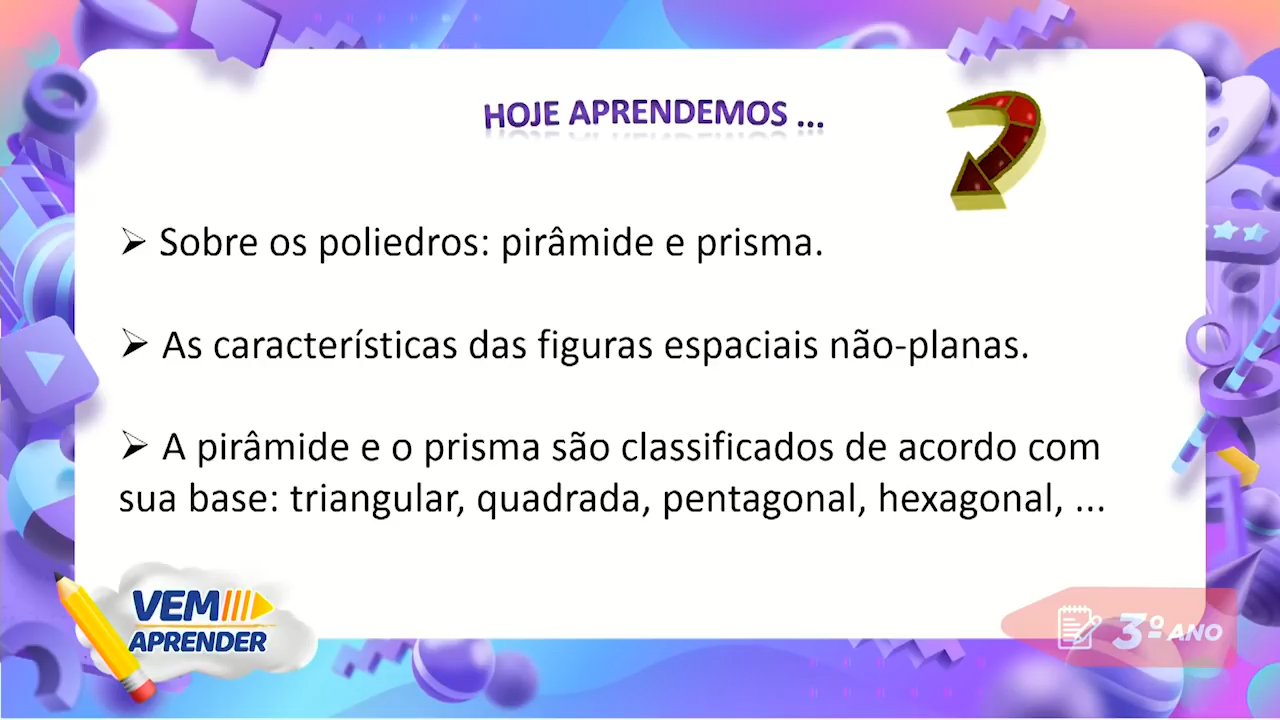 HOJE APRENDEMOS ...
➢ Sobre os poliedros: pirâmide e prisma.
➢ As características das figuras espaciais não-planas.
➢ A pirâmide e o prisma são classificados de acordo com
sua base: triangular, quadrada, pentagonal, hexagonal, ...
VEM
APRENDER
3º ANO